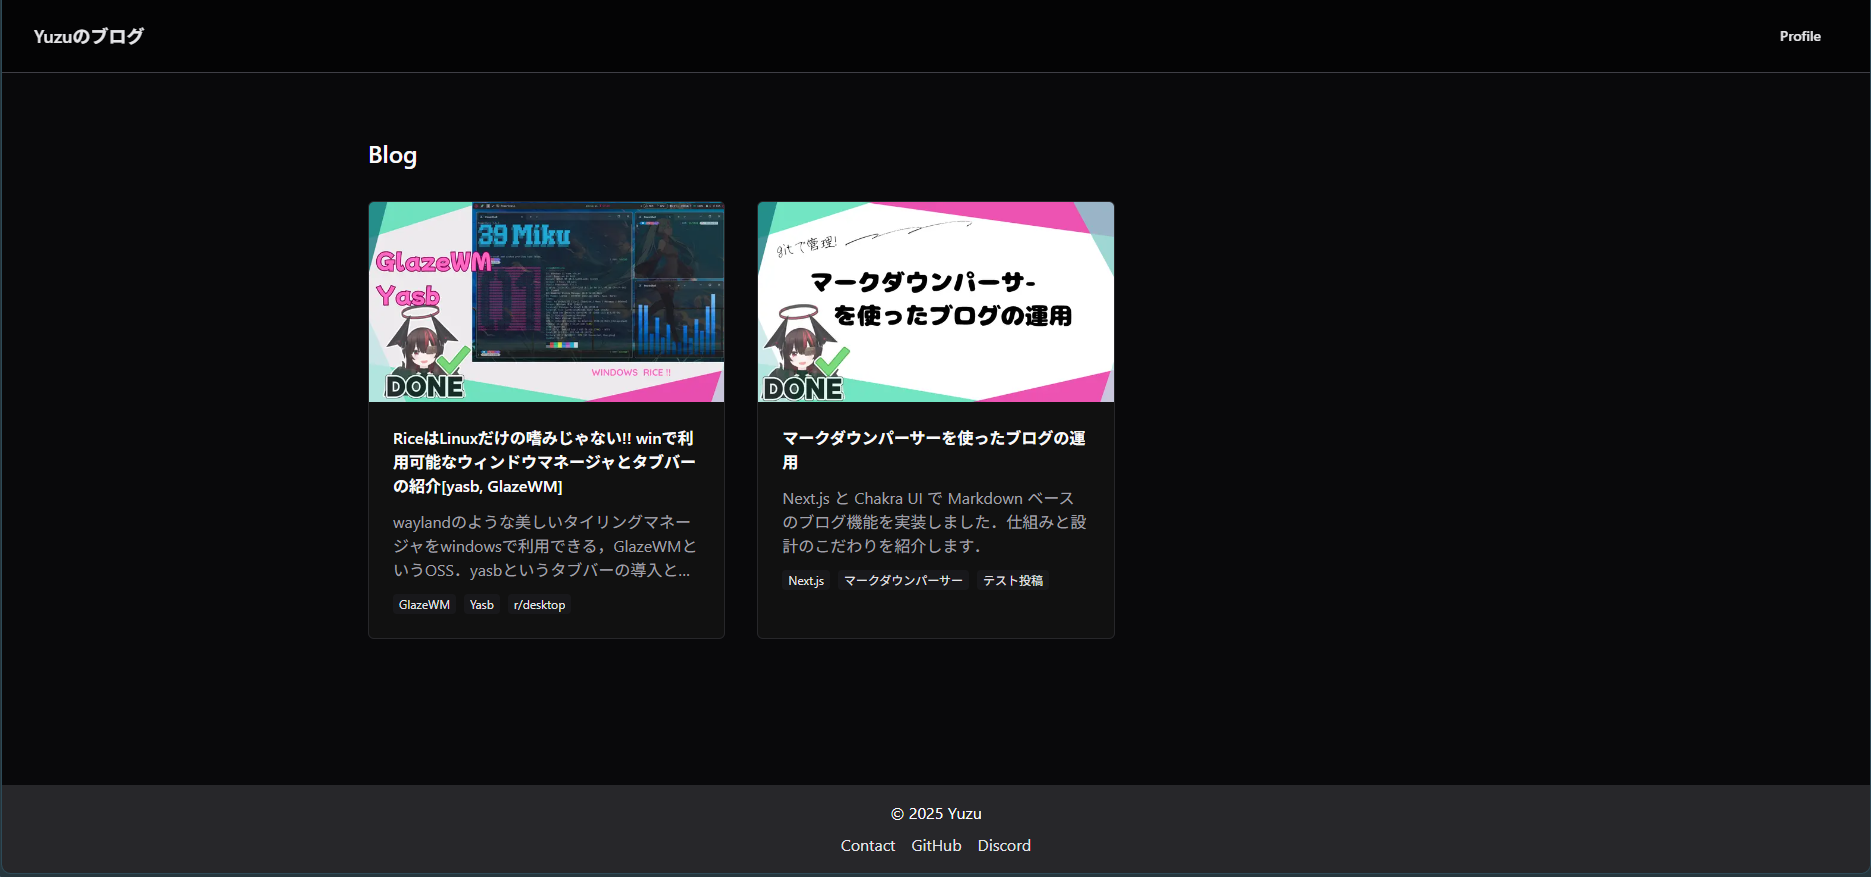 Yuzuのブログ
Profile
Blog
39 Miku
GlazeWM
Yasb
DONE
WINDOWS RICE !!
gitで管理!
マークダウンパーサー
を使ったブログの運用
DONE
RiceはLinuxだけの嗜みじゃない!! winで利
用可能なウィンドウマネージャとタブバー
の紹介[yasb, GlazeWM]
waylandのような美しいタイリングマネー
ジャをwindowsで利用できる，GlazeWMと
いうOSS．yasbというタブバーの導入と...
GlazeWM Yasb r/desktop
マークダウンパーサーを使ったブログの運
用
Next.js と Chakra UI で Markdown ベース
のブログ機能を実装しました．仕組みと設
計のこだわりを紹介します．
Next.js マークダウンパーサー テスト投稿
© 2025 Yuzu
Contact GitHub Discord